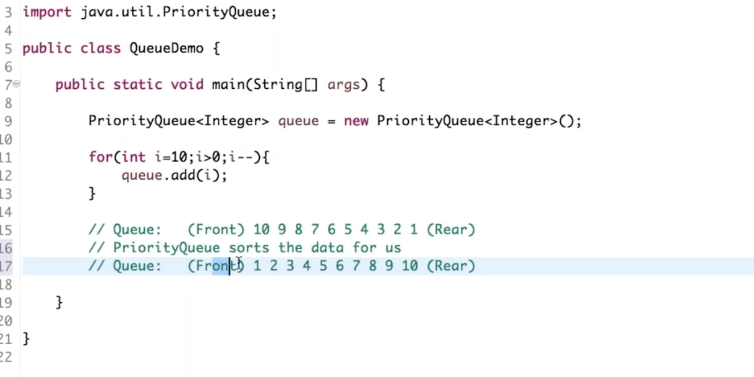 3 import java.util.PriorityQueue;
4
5 public class QueueDemo {
6
7 public static void main(String[] args) {
8
9 PriorityQueue<Integer> queue = new PriorityQueue<Integer>();
10
11 for(int i=10;i>0;i--){
12 queue.add(i);
13 }
14
15 // Queue: (Front) 10 9 8 7 6 5 4 3 2 1 (Rear)
16 // PriorityQueue sorts the data for us
17 // Queue: (Front) 1 2 3 4 5 6 7 8 9 10 (Rear)
18
19 }
20
21 }
22